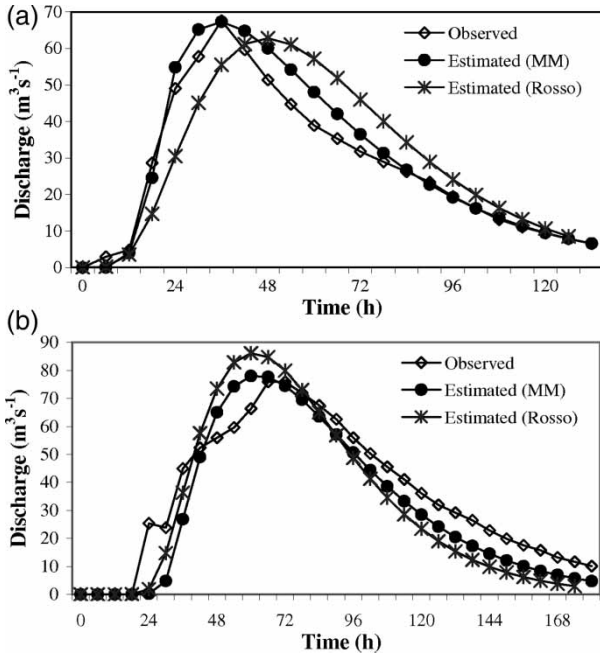 (a)
70
60
50
40
30
20
10
0
Discharge (m³s⁻¹)
Observed
Estimated (MM)
Estimated (Rosso)
0 24 48 72 96 120
Time (h)
(b)
90
80
70
60
50
40
30
20
10
0
Discharge (m³s⁻¹)
Observed
Estimated (MM)
Estimated (Rosso)
0 24 48 72 96 120 144 168
Time (h)